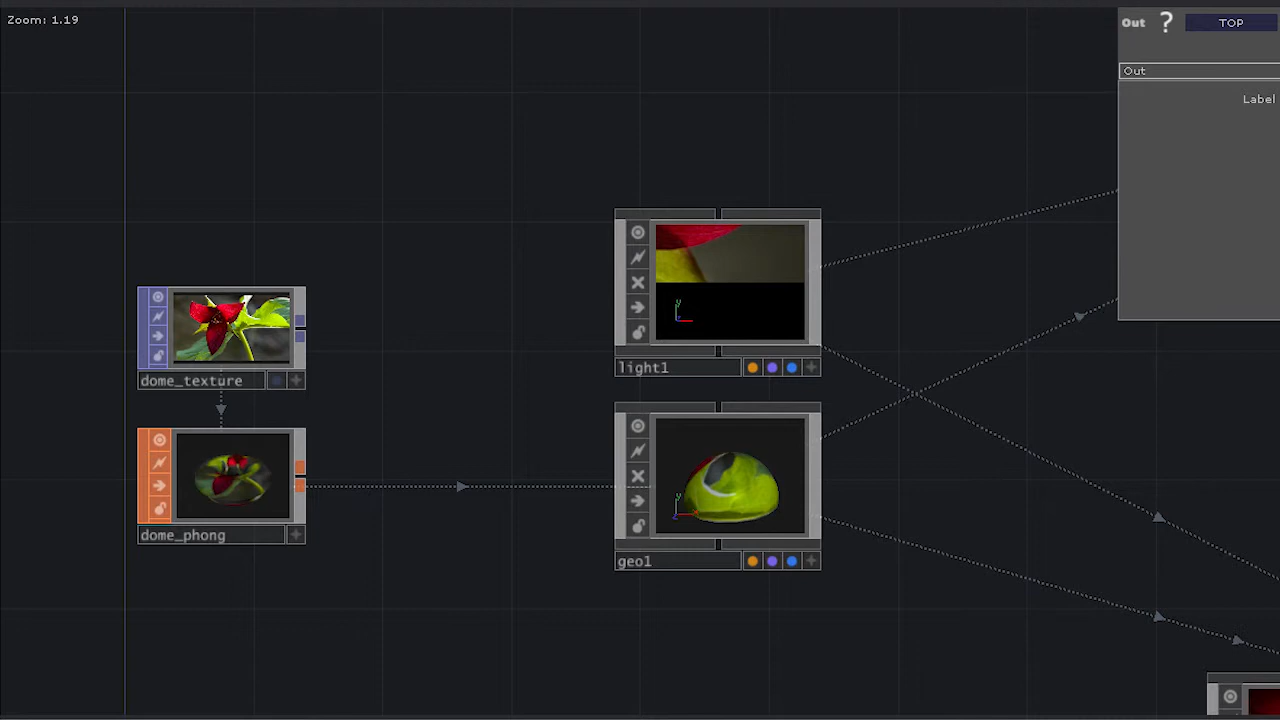 Zoom: 1.19
Out ? TOP
Out
Label
dome_texture
light1
dome_phong
geo1
y
y